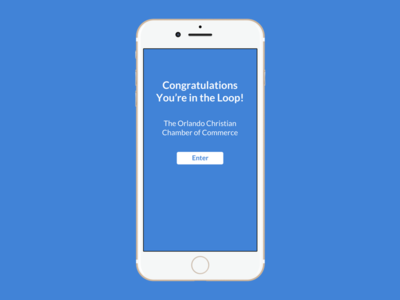 Congratulations
You're in the Loop!
The Orlando Christian
Chamber of Commerce
Enter